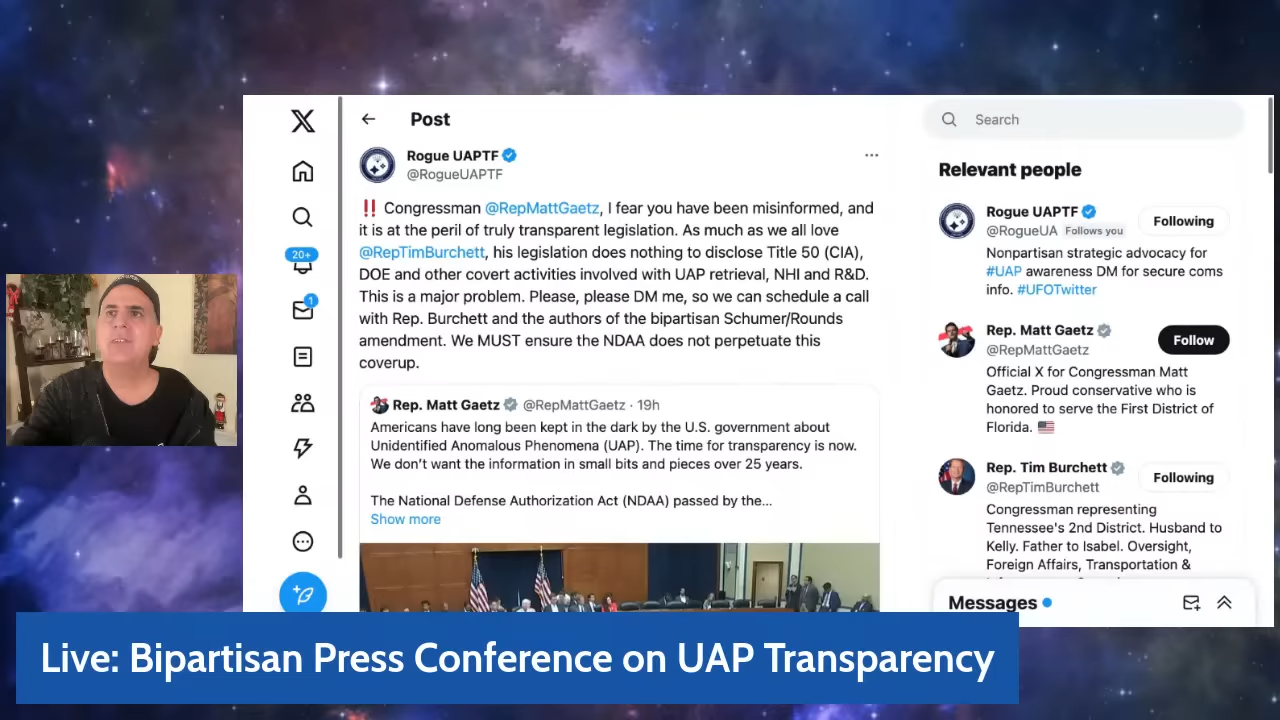 Post
Search
Rogue UAPTF
@RogueUAPTF
‼️ Congressman @RepMattGaetz, I fear you have been misinformed, and
it is at the peril of truly transparent legislation. As much as we all love
@RepTimBurchett, his legislation does nothing to disclose Title 50 (CIA),
DOE and other covert activities involved with UAP retrieval, NHI and R&D.
This is a major problem. Please, please DM me, so we can schedule a call
with Rep. Burchett and the authors of the bipartisan Schumer/Rounds
amendment. We MUST ensure the NDAA does not perpetuate this
coverup.
Rep. Matt Gaetz @RepMattGaetz · 19h
Americans have long been kept in the dark by the U.S. government about
Unidentified Anomalous Phenomena (UAP). The time for transparency is now.
We don't want the information in small bits and pieces over 25 years.
The National Defense Authorization Act (NDAA) passed by the...
Show more
20+
1
Relevant people
Rogue UAPTF
@RogueUA Follows you
Following
Nonpartisan strategic advocacy for
#UAP awareness DM for secure coms
info. #UFOTwitter
Rep. Matt Gaetz
@RepMattGaetz
Follow
Official X for Congressman Matt
Gaetz. Proud conservative who is
honored to serve the First District of
Florida. 🇺🇸
Rep. Tim Burchett
@RepTimBurchett
Following
Congressman representing
Tennessee's 2nd District. Husband to
Kelly. Father to Isabel. Oversight,
Foreign Affairs, Transportation &
Messages
Live: Bipartisan Press Conference on UAP Transparency